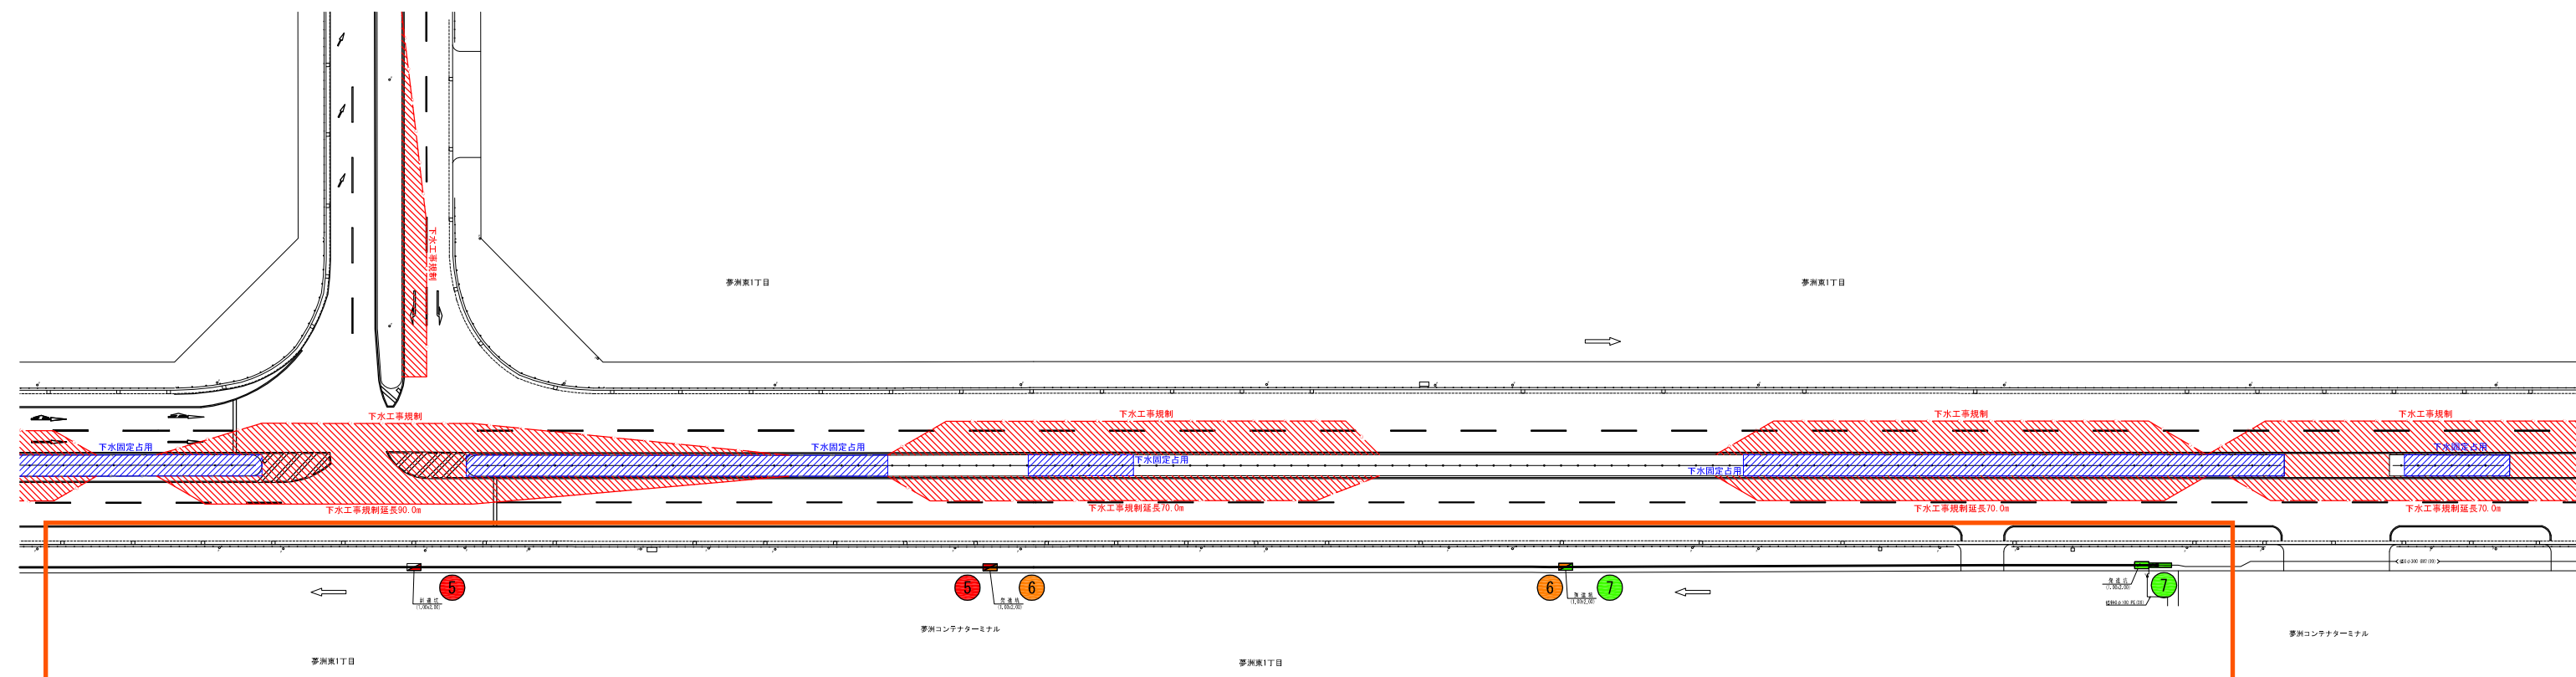 下水工事規制
夢洲東1丁目
夢洲東1丁目
下水工事規制
下水工事規制
下水工事規制
下水工事規制
下水固定占用
下水固定占用
下水固定占用
下水固定占用
下水固定占用
下水工事規制延長90.0m
下水工事規制延長70.0m
下水工事規制延長70.0m
下水工事規制延長70.0m
5
5
6
6
7
7
(1.00x2.00)
夢洲コンテナターミナル
夢洲コンテナターミナル
夢洲東1丁目
夢洲東1丁目